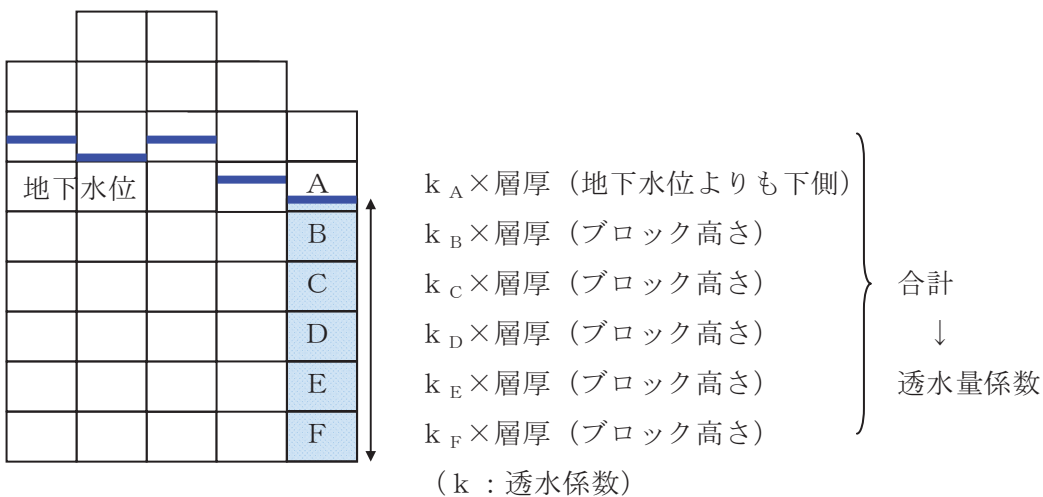 地下水位
A
B
C
D
E
F
k A×層厚（地下水位よりも下側）
k B×層厚（ブロック高さ）
k C×層厚（ブロック高さ）
k D×層厚（ブロック高さ）
k E×層厚（ブロック高さ）
k F×層厚（ブロック高さ）
（k：透水係数）
合計
↓
透水量係数